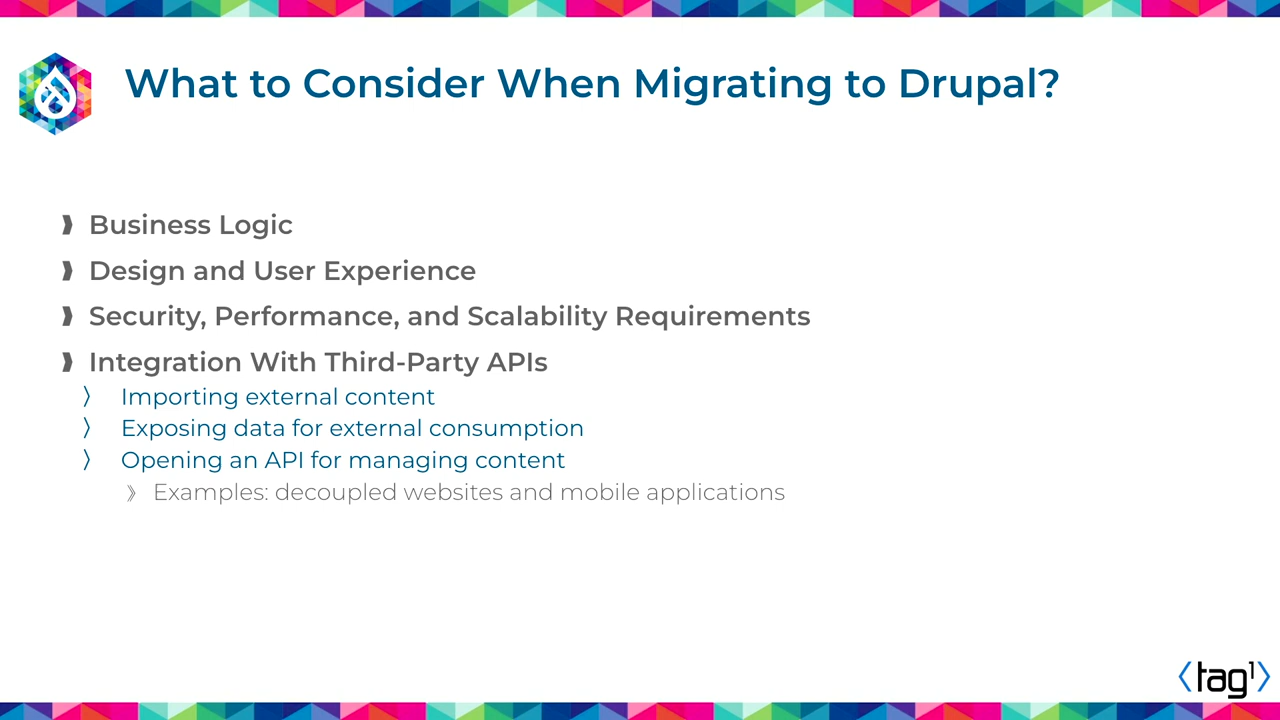 What to Consider When Migrating to Drupal?
Business Logic
Design and User Experience
Security, Performance, and Scalability Requirements
Integration With Third-Party APIs
Importing external content
Exposing data for external consumption
Opening an API for managing content
Examples: decoupled websites and mobile applications
tag1